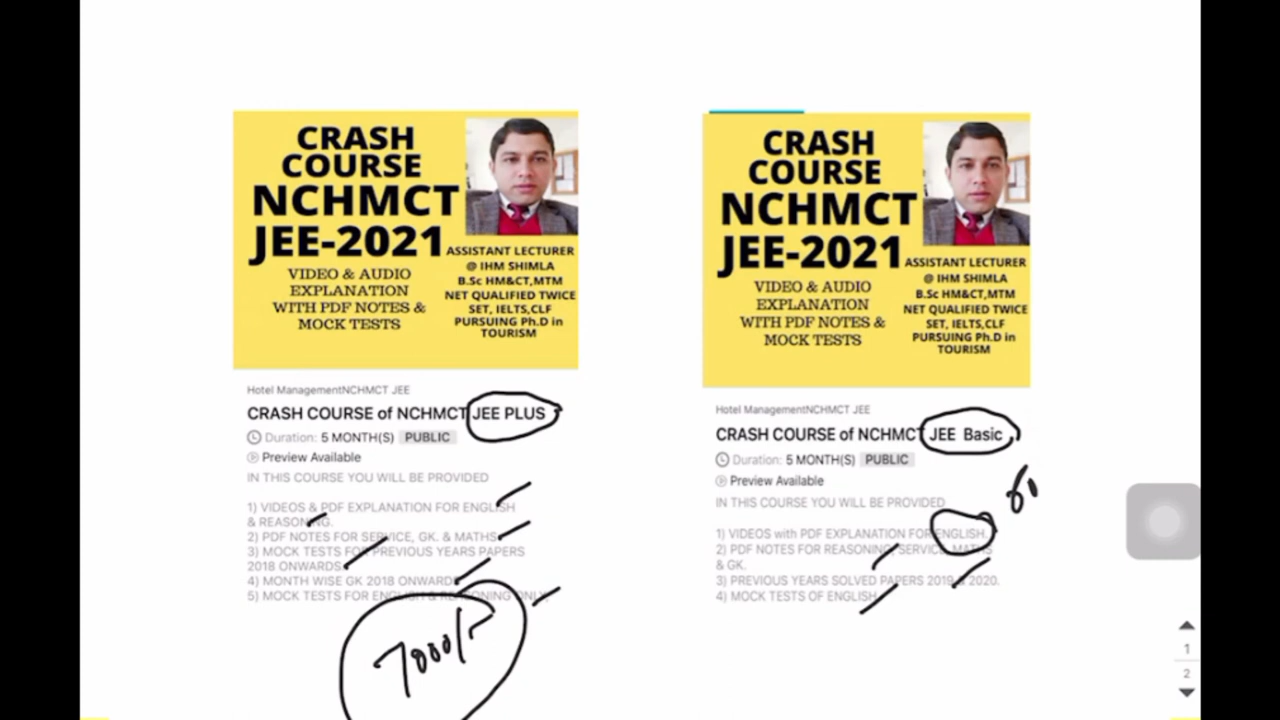 CRASH
COURSE
NCHMCT
JEE-2021
VIDEO & AUDIO
EXPLANATION
WITH PDF NOTES &
MOCK TESTS
ASSISTANT LECTURER
@ IHM SHIMLA
B.Sc HM&CT,MTM
NET QUALIFIED TWICE
SET, IELTS,CLF
PURSUING Ph.D in
TOURISM
Hotel ManagementNCHMCT JEE
CRASH COURSE of NCHMCT JEE PLUS
Duration: 5 MONTH(S) PUBLIC
Preview Available
IN THIS COURSE YOU WILL BE PROVIDED
1) VIDEOS & PDF EXPLANATION FOR ENGLISH
& REASONING.
2) PDF NOTES FOR SERVICE, GK. & MATHS
3) MOCK TESTS FOR PREVIOUS YEARS PAPERS
2018 ONWARDS
4) MONTH WISE GK 2018 ONWARDS
5) MOCK TESTS FOR ENGLISH & REASONING ONLY
7000/-
CRASH
COURSE
NCHMCT
JEE-2021
VIDEO & AUDIO
EXPLANATION
WITH PDF NOTES &
MOCK TESTS
ASSISTANT LECTURER
@ IHM SHIMLA
B.Sc HM&CT,MTM
NET QUALIFIED TWICE
SET, IELTS,CLF
PURSUING Ph.D in
TOURISM
Hotel ManagementNCHMCT JEE
CRASH COURSE of NCHMCT JEE Basic
Duration: 5 MONTH(S) PUBLIC
Preview Available
IN THIS COURSE YOU WILL BE PROVIDED
1) VIDEOS with PDF EXPLANATION FOR ENGLISH.
2) PDF NOTES FOR REASONING, SERVICE, MATHS
& GK.
3) PREVIOUS YEARS SOLVED PAPERS 2019 & 2020.
4) MOCK TESTS OF ENGLISH
1
2